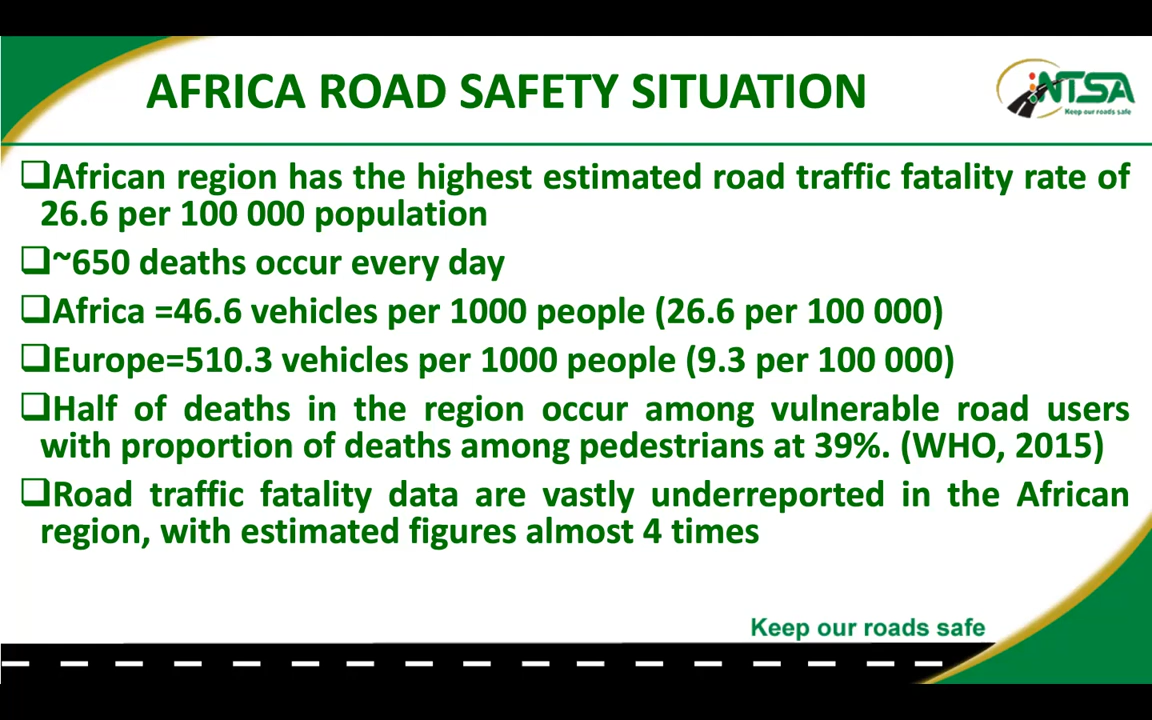 AFRICA ROAD SAFETY SITUATION
NTSA
Keep our roads safe
❑African region has the highest estimated road traffic fatality rate of
26.6 per 100 000 population
❑~650 deaths occur every day
❑Africa =46.6 vehicles per 1000 people (26.6 per 100 000)
❑Europe=510.3 vehicles per 1000 people (9.3 per 100 000)
❑Half of deaths in the region occur among vulnerable road users
with proportion of deaths among pedestrians at 39%. (WHO, 2015)
❑Road traffic fatality data are vastly underreported in the African
region, with estimated figures almost 4 times
Keep our roads safe